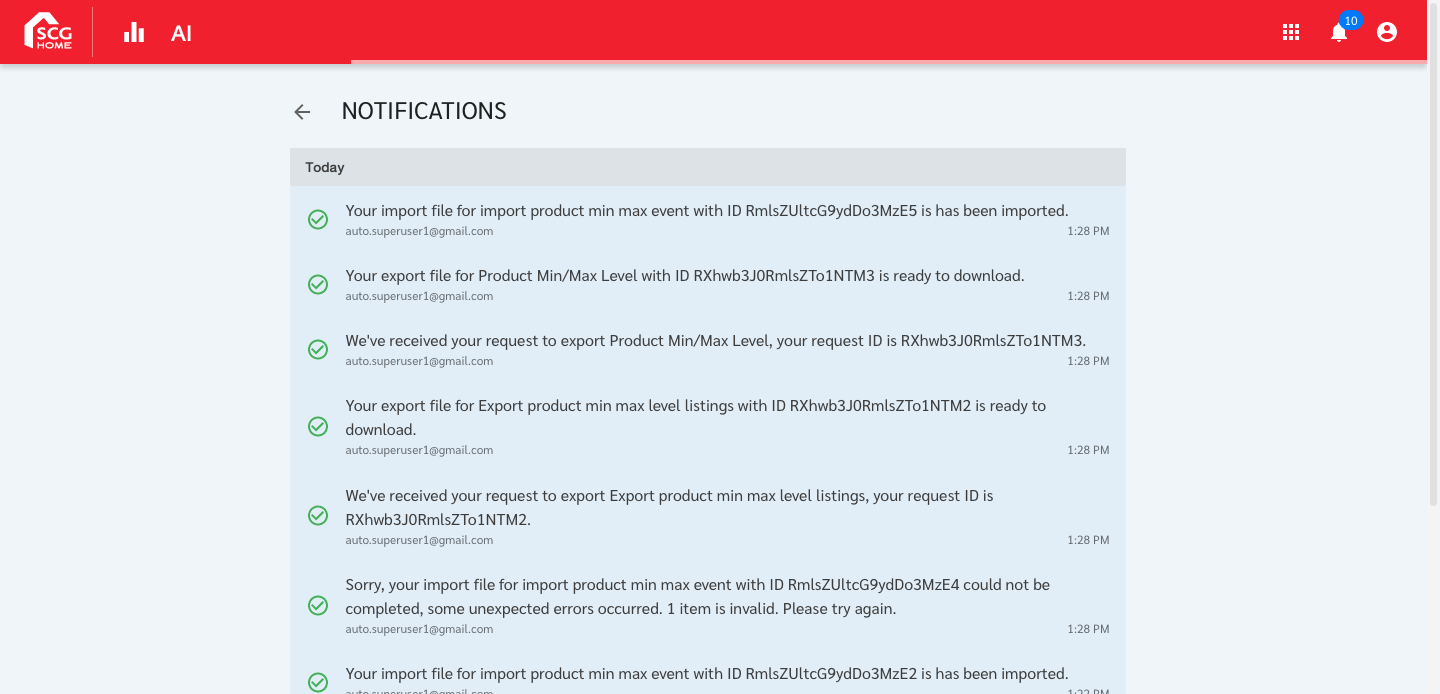 SCG
HOME
AI
10
NOTIFICATIONS
Today
Your import file for import product min max event with ID RmlsZUltcG9ydDo3MzE5 is has been imported.
auto.superuser1@gmail.com 1:28 PM
Your export file for Product Min/Max Level with ID RXhwb3J0RmlsZTo1NTM3 is ready to download.
auto.superuser1@gmail.com 1:28 PM
We've received your request to export Product Min/Max Level, your request ID is RXhwb3J0RmlsZTo1NTM3.
auto.superuser1@gmail.com 1:28 PM
Your export file for Export product min max level listings with ID RXhwb3J0RmlsZTo1NTM2 is ready to
download.
auto.superuser1@gmail.com 1:28 PM
We've received your request to export Export product min max level listings, your request ID is
RXhwb3J0RmlsZTo1NTM2.
auto.superuser1@gmail.com 1:28 PM
Sorry, your import file for import product min max event with ID RmlsZUltcG9ydDo3MzE4 could not be
completed, some unexpected errors occurred. 1 item is invalid. Please try again.
auto.superuser1@gmail.com 1:28 PM
Your import file for import product min max event with ID RmlsZUltcG9ydDo3MzE2 is has been imported.
auto.superuser1@gmail.com 1:22 PM